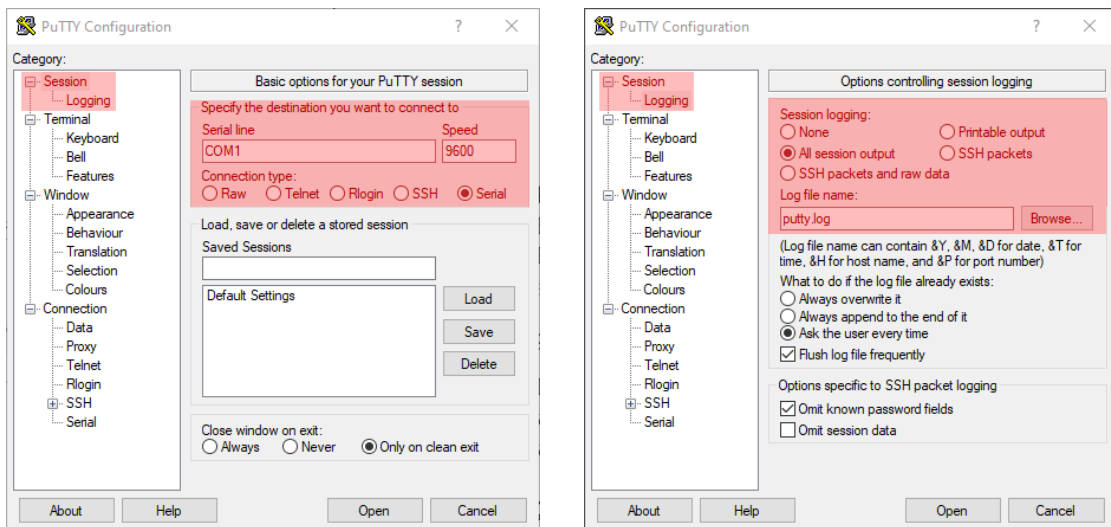 PuTTY Configuration
Category:
Session
Logging
Terminal
Keyboard
Bell
Features
Window
Appearance
Behaviour
Translation
Selection
Colours
Connection
Data
Proxy
Telnet
Rlogin
SSH
Serial
Basic options for your PuTTY session
Specify the destination you want to connect to
Serial line Speed
COM1 9600
Connection type:
Raw Telnet Rlogin SSH Serial
Load, save or delete a stored session
Saved Sessions
Default Settings
Load
Save
Delete
Close window on exit:
Always Never Only on clean exit
About Help Open Cancel
PuTTY Configuration
Category:
Session
Logging
Terminal
Keyboard
Bell
Features
Window
Appearance
Behaviour
Translation
Selection
Colours
Connection
Data
Proxy
Telnet
Rlogin
SSH
Serial
Options controlling session logging
Session logging:
None Printable output
All session output SSH packets
SSH packets and raw data
Log file name:
putty.log Browse...
(Log file name can contain &Y, &M, &D for date, &T for
time, &H for host name, and &P for port number)
What to do if the log file already exists:
Always overwrite it
Always append to the end of it
Ask the user every time
Flush log file frequently
Options specific to SSH packet logging
Omit known password fields
Omit session data
About Help Open Cancel